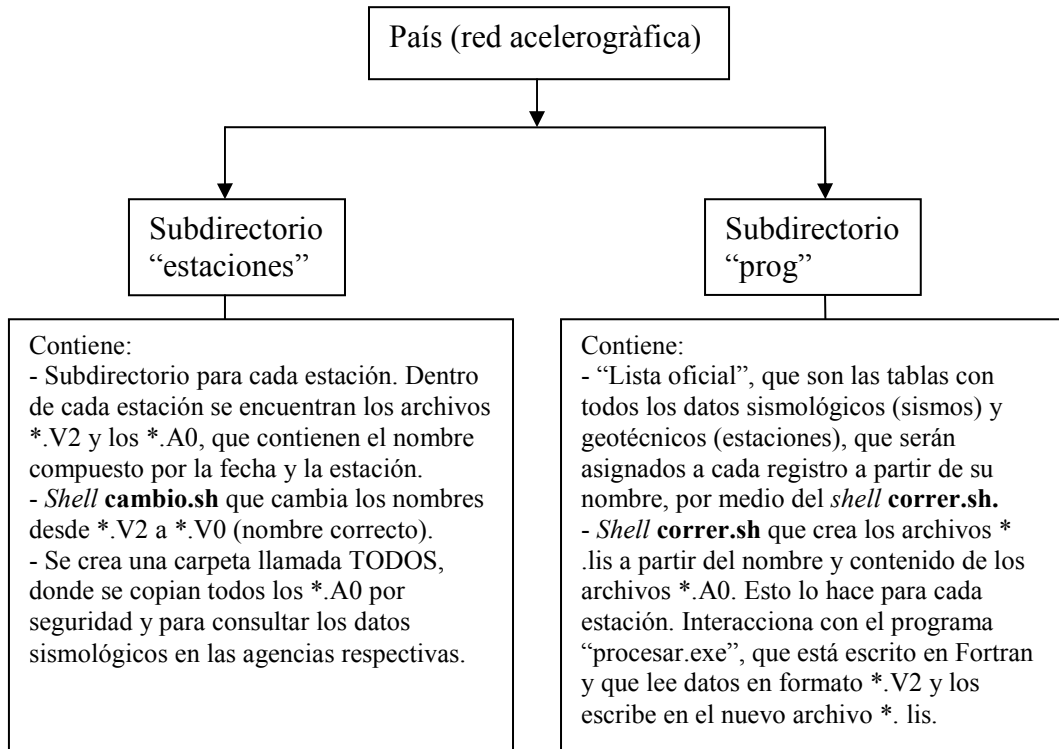 País (red acelerogràfica)
Subdirectorio
“estaciones”
Subdirectorio
“prog”
Contiene:
- Subdirectorio para cada estación. Dentro
de cada estación se encuentran los archivos
*.V2 y los *.A0, que contienen el nombre
compuesto por la fecha y la estación.
- Shell cambio.sh que cambia los nombres
desde *.V2 a *.V0 (nombre correcto).
- Se crea una carpeta llamada TODOS,
donde se copian todos los *.A0 por
seguridad y para consultar los datos
sismológicos en las agencias respectivas.
Contiene:
- “Lista oficial”, que son las tablas con
todos los datos sismológicos (sismos) y
geotécnicos (estaciones), que serán
asignados a cada registro a partir de su
nombre, por medio del shell correr.sh.
- Shell correr.sh que crea los archivos *
.lis a partir del nombre y contenido de los
archivos *.A0. Esto lo hace para cada
estación. Interacciona con el programa
“procesar.exe”, que está escrito en Fortran
y que lee datos en formato *.V2 y los
escribe en el nuevo archivo *. lis.